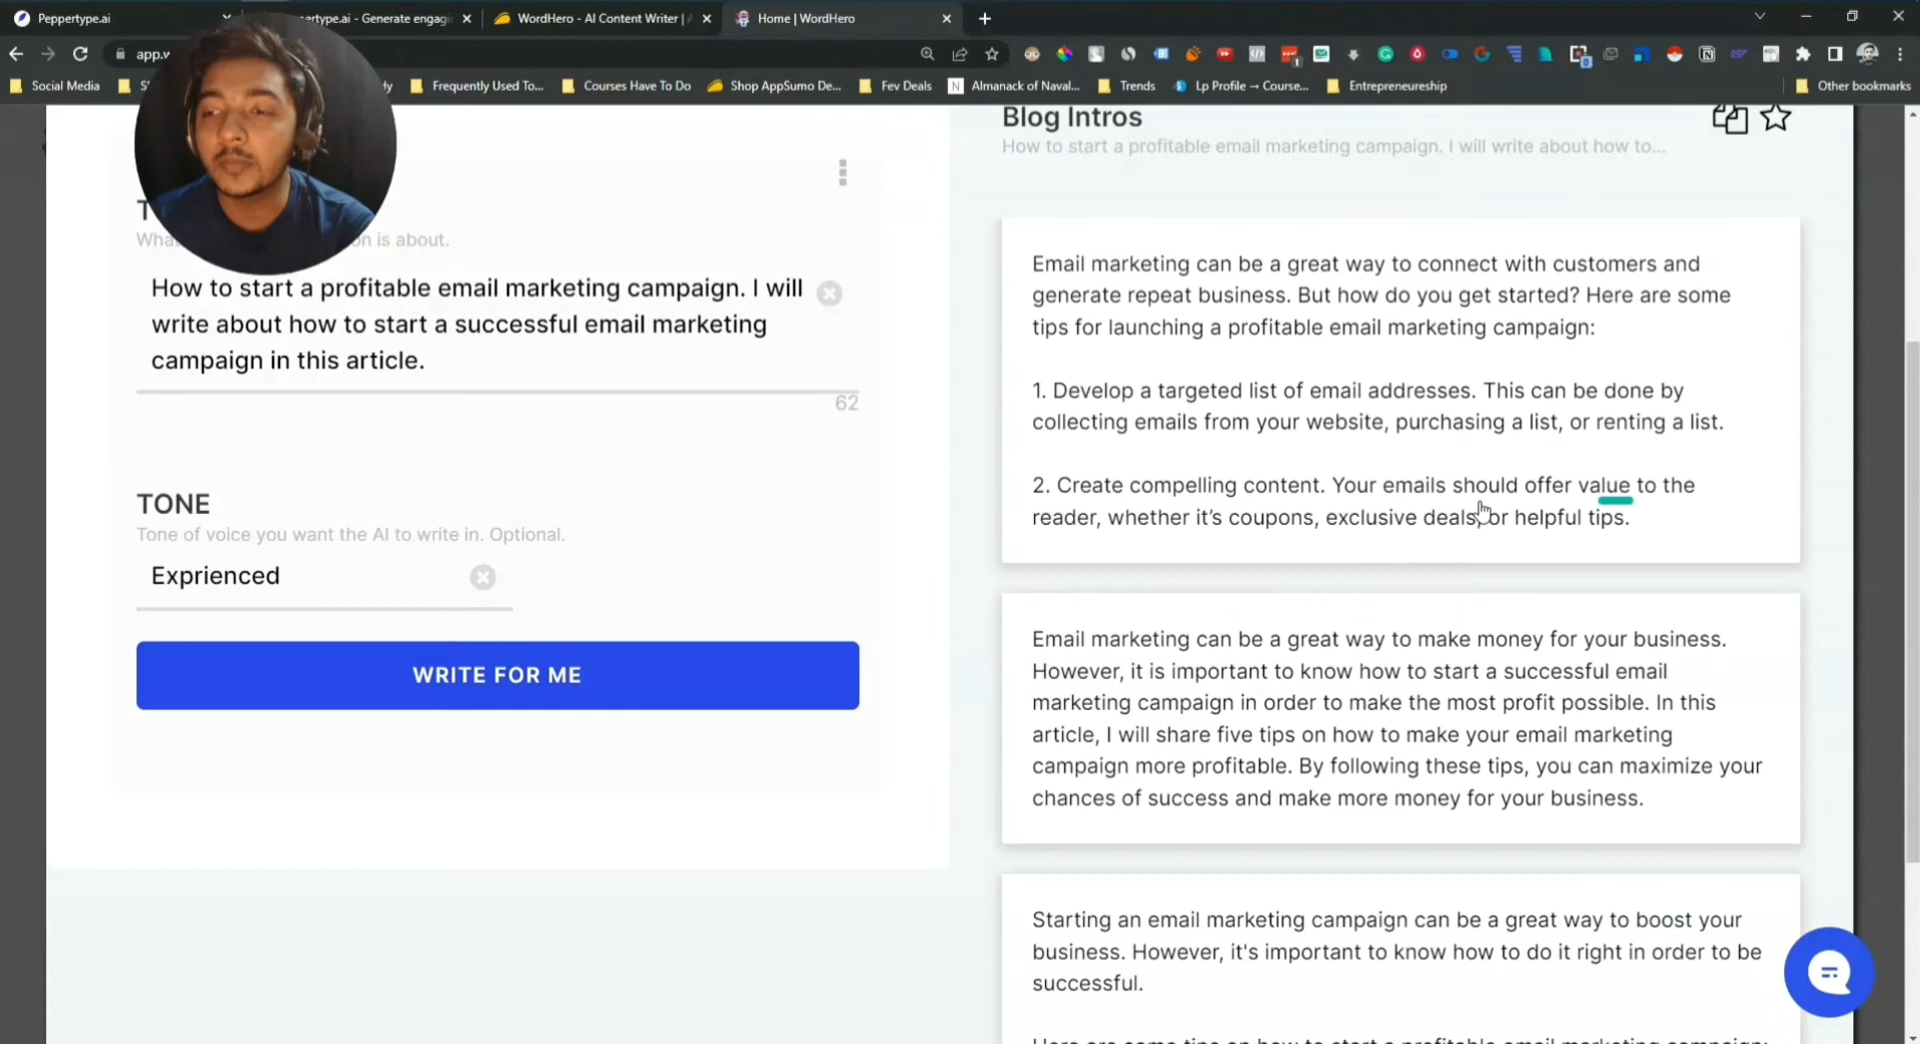 Peppertype.ai
ertype.ai - Generate engagi
WordHero - AI Content Writer |
Home | WordHero
app.w
Social Media
Frequently Used To...
Courses Have To Do
Shop AppSumo De...
Fev Deals
Almanack of Naval...
Trends
Lp Profile → Course...
Entrepreneureship
Other bookmarks
Blog Intros
How to start a profitable email marketing campaign. I will write about how to...
on is about.
How to start a profitable email marketing campaign. I will
write about how to start a successful email marketing
campaign in this article.
62
TONE
Tone of voice you want the AI to write in. Optional.
Exprienced
WRITE FOR ME
Email marketing can be a great way to connect with customers and
generate repeat business. But how do you get started? Here are some
tips for launching a profitable email marketing campaign:
1. Develop a targeted list of email addresses. This can be done by
collecting emails from your website, purchasing a list, or renting a list.
2. Create compelling content. Your emails should offer value to the
reader, whether it's coupons, exclusive deals, or helpful tips.
Email marketing can be a great way to make money for your business.
However, it is important to know how to start a successful email
marketing campaign in order to make the most profit possible. In this
article, I will share five tips on how to make your email marketing
campaign more profitable. By following these tips, you can maximize your
chances of success and make more money for your business.
Starting an email marketing campaign can be a great way to boost your
business. However, it's important to know how to do it right in order to be
successful.
Here are some tips on how to start a profitable email marketing campaign: